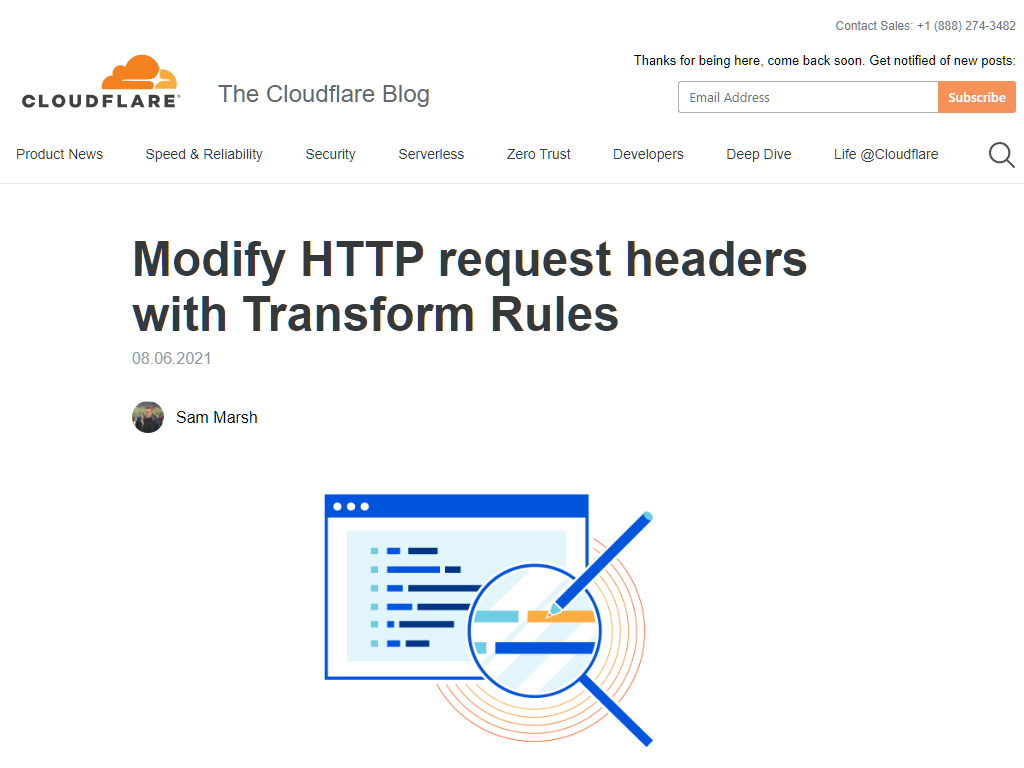 Contact Sales: +1 (888) 274-3482
Thanks for being here, come back soon. Get notified of new posts:
CLOUDFLARE
The Cloudflare Blog
Email Address
Subscribe
Product News
Speed & Reliability
Security
Serverless
Zero Trust
Developers
Deep Dive
Life @Cloudflare
Modify HTTP request headers
with Transform Rules
08.06.2021
Sam Marsh